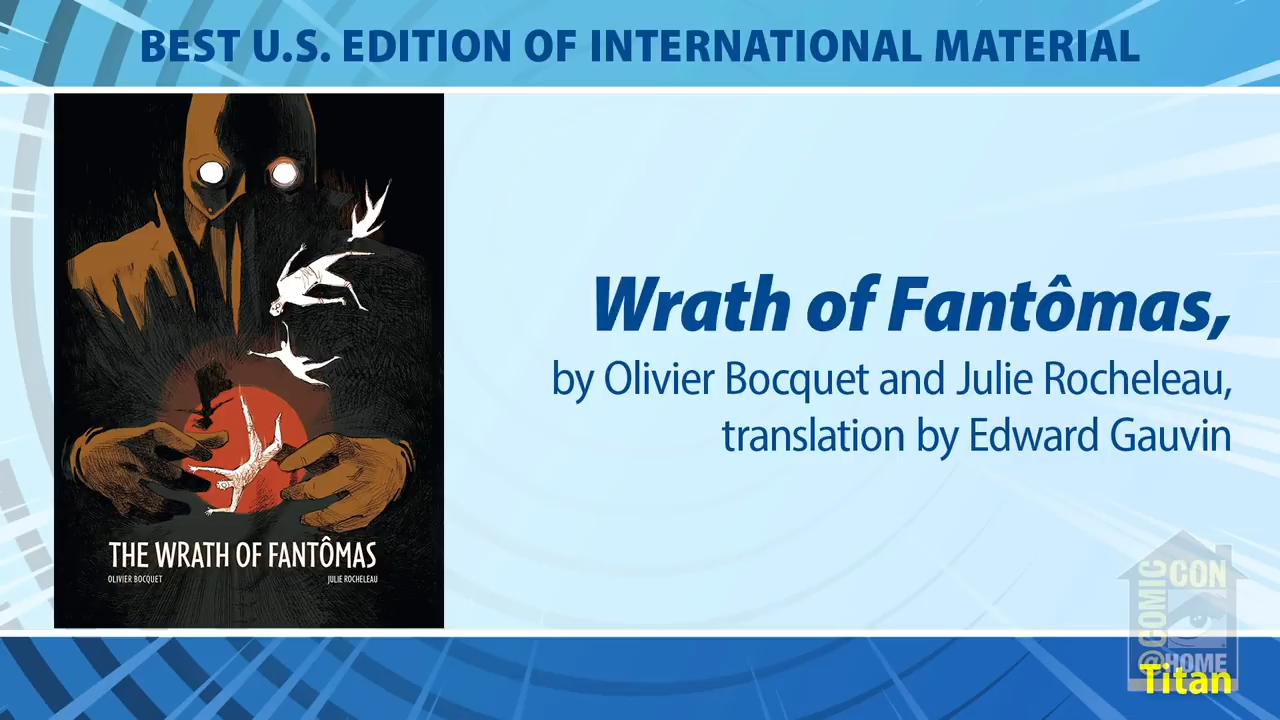 BEST U.S. EDITION OF INTERNATIONAL MATERIAL
THE WRATH OF FANTÔMAS
OLIVIER BOCQUET JULIE ROCHELEAU
Wrath of Fantômas,
by Olivier Bocquet and Julie Rocheleau,
translation by Edward Gauvin
COMIC CON
@HOME
Titan